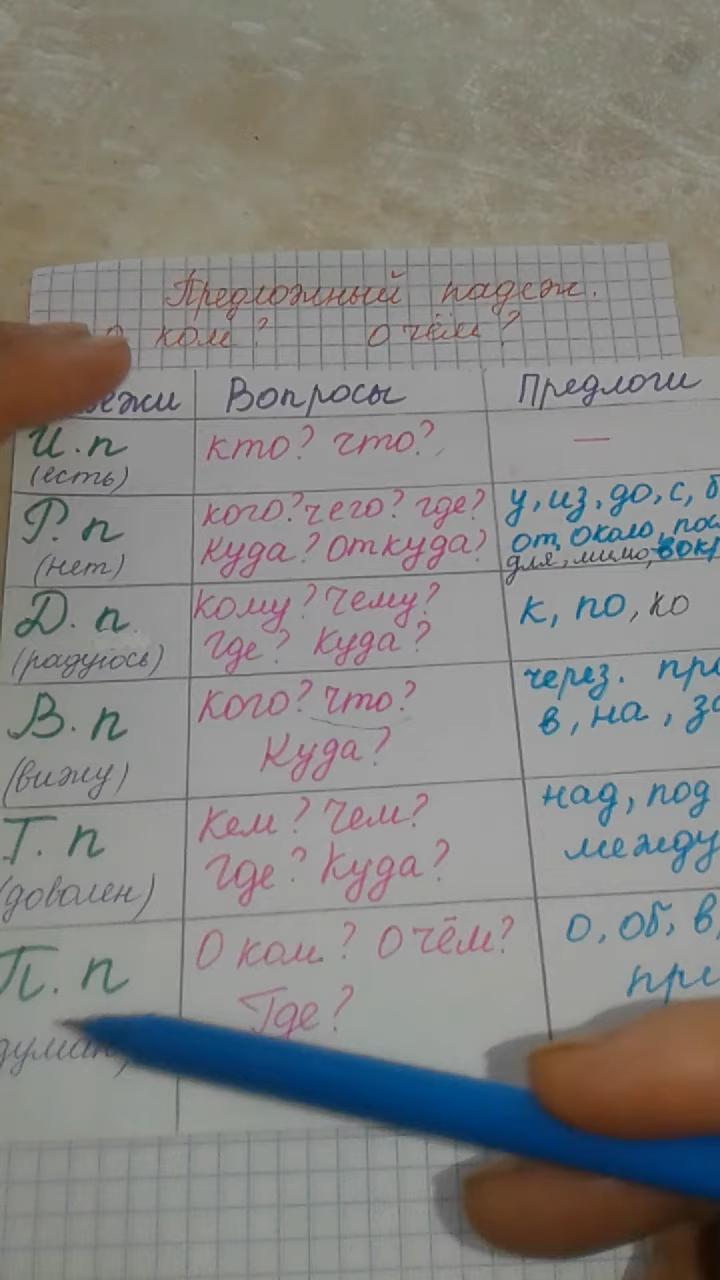 Предложный падеж.
о ком? о чём?
Вопросы Предлоги
И.п кто? что? —
(есть)
Р.п кого? чего? где? у, из, до, с,
куда? откуда? от, около,
(нет) для, мимо,
Д.п кому? чему? к, по, ко
(радуюсь) где? куда?
В.п кого? что? через.
(вижу) куда? в, на,
Т.п кем? чем? над, под
(доволен) где? куда? между
П.п О ком? О чём? о, об, в,
Где?